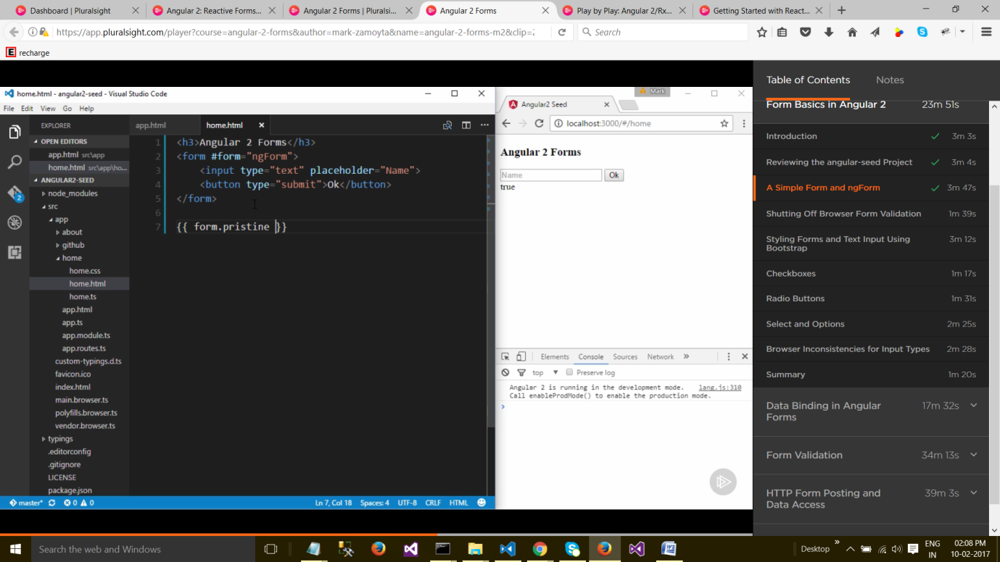 Dashboard | Pluralsight
Angular 2: Reactive Forms...
Angular 2 Forms | Pluralsi...
Angular 2 Forms
Play by Play: Angular 2/Rx...
Getting Started with React...
https://app.pluralsight.com/player?course=angular-2-forms&author=mark-zamoyta&name=angular-2-forms-m2&clip=2
Search
E recharge
home.html - angular2-seed - Visual Studio Code
File Edit View Go Help
EXPLORER
OPEN EDITORS
app.html src\app
home.html src\app\ho...
ANGULAR2-SEED
node_modules
src
app
about
github
home
home.css
home.html
home.ts
app.html
app.ts
app.module.ts
app.routes.ts
custom-typings.d.ts
favicon.ico
index.html
main.browser.ts
polyfills.browser.ts
vendor.browser.ts
typings
.editorconfig
.gitignore
LICENSE
package.json
2
app.html
home.html
1 <h3>Angular 2 Forms</h3>
2 <form #form="ngForm">
3 <input type="text" placeholder="Name">
4 <button type="submit">Ok</button>
5 </form>
6
7 {{ form.pristine }}
master* 0 0
Ln 7, Col 18 Spaces: 4 UTF-8 CRLF HTML
Mark
Angular2 Seed
localhost:3000/#/home
Angular 2 Forms
Name Ok
true
Elements Console Sources Network »
top Preserve log
Angular 2 is running in the development mode. lang.js:310
Call enableProdMode() to enable the production mode.
Table of Contents Notes
Form Basics in Angular 2 23m 51s
Introduction 3m 3s
Reviewing the angular-seed Project 3m 4s
A Simple Form and ngForm 3m 47s
Shutting Off Browser Form Validation 1m 39s
Styling Forms and Text Input Using
Bootstrap 3m 12s
Checkboxes 1m 17s
Radio Buttons 1m 31s
Select and Options 2m 25s
Browser Inconsistencies for Input Types 2m 28s
Summary 1m 20s
Data Binding in Angular
Forms 17m 32s
Form Validation 34m 13s
HTTP Form Posting and
Data Access 39m 3s
Search the web and Windows
Desktop »
ENG
IN
02:08 PM
10-02-2017